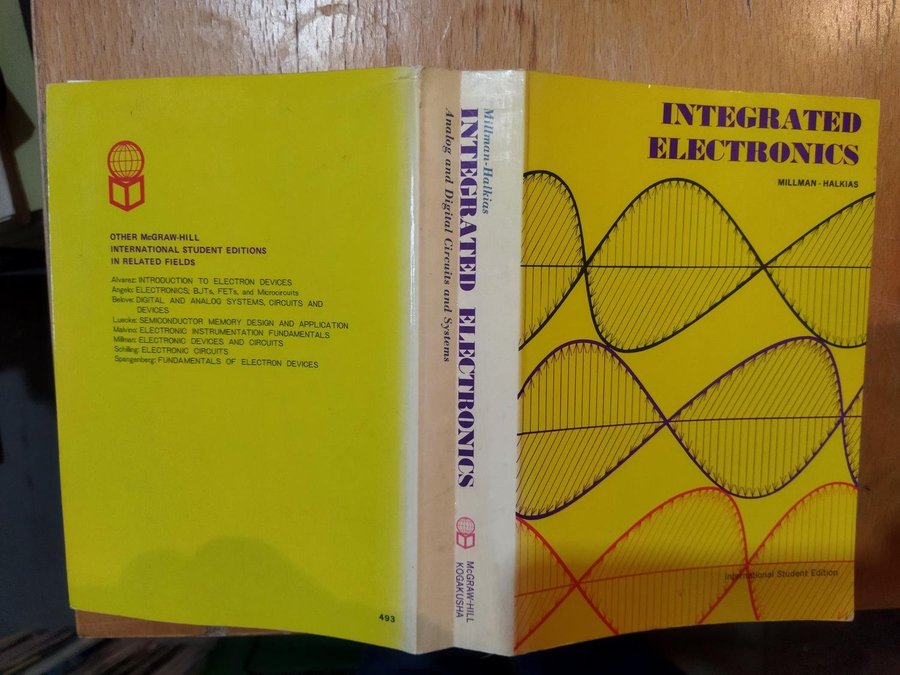 OTHER McGRAW-HILL
INTERNATIONAL STUDENT EDITIONS
IN RELATED FIELDS
Alvarez: INTRODUCTION TO ELECTRON DEVICES
Angelo: ELECTRONICS; BJTs, FETs, and Microcircuits
Belove: DIGITAL AND ANALOG SYSTEMS, CIRCUITS AND
DEVICES
Luecke: SEMICONDUCTOR MEMORY DESIGN AND APPLICATION
Malvino: ELECTRONIC INSTRUMENTATION FUNDAMENTALS
Millman: ELECTRONIC DEVICES AND CIRCUITS
Schilling: ELECTRONIC CIRCUITS
Spangenberg: FUNDAMENTALS OF ELECTRON DEVICES
493
Millman-Halkias
INTEGRATED ELECTRONICS
Analog and Digital Circuits and Systems
McGRAW-HILL
KOGAKUSHA
INTEGRATED
ELECTRONICS
MILLMAN - HALKIAS
International Student Edition